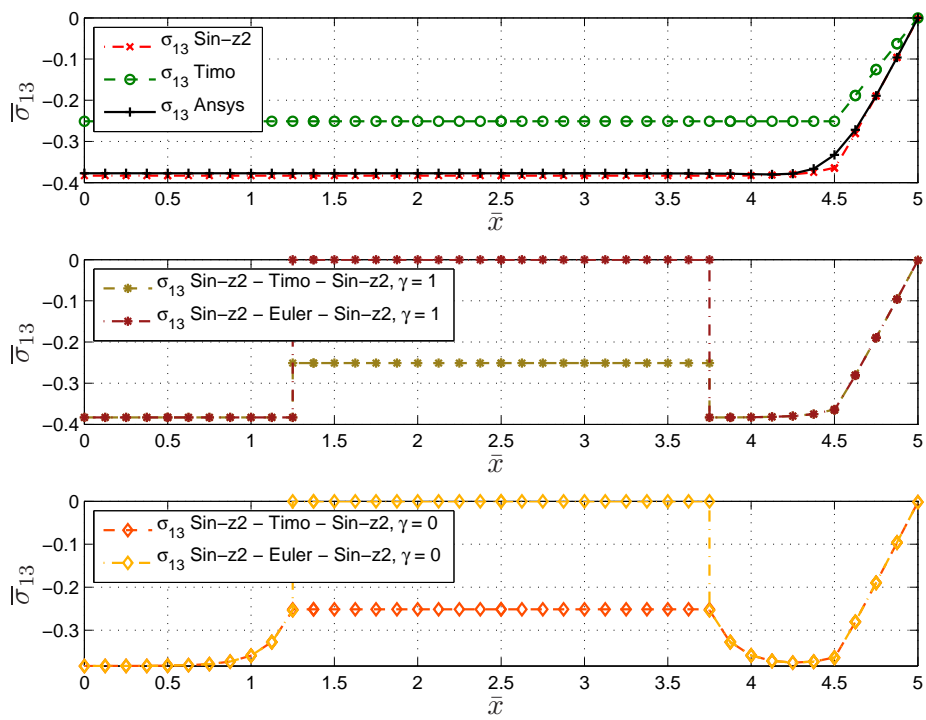 0
−0.1
−0.2
−0.3
−0.4
σ̅13
σ13 Sin−z2
σ13 Timo
σ13 Ansys
0 0.5 1 1.5 2 2.5 3 3.5 4 4.5 5
x̄
0
−0.1
−0.2
−0.3
−0.4
σ̅13
σ13 Sin−z2 − Timo − Sin−z2, γ = 1
σ13 Sin−z2 − Euler − Sin−z2, γ = 1
0 0.5 1 1.5 2 2.5 3 3.5 4 4.5 5
x̄
0
−0.1
−0.2
−0.3
σ̅13
σ13 Sin−z2 − Timo − Sin−z2, γ = 0
σ13 Sin−z2 − Euler − Sin−z2, γ = 0
0 0.5 1 1.5 2 2.5 3 3.5 4 4.5 5
x̄